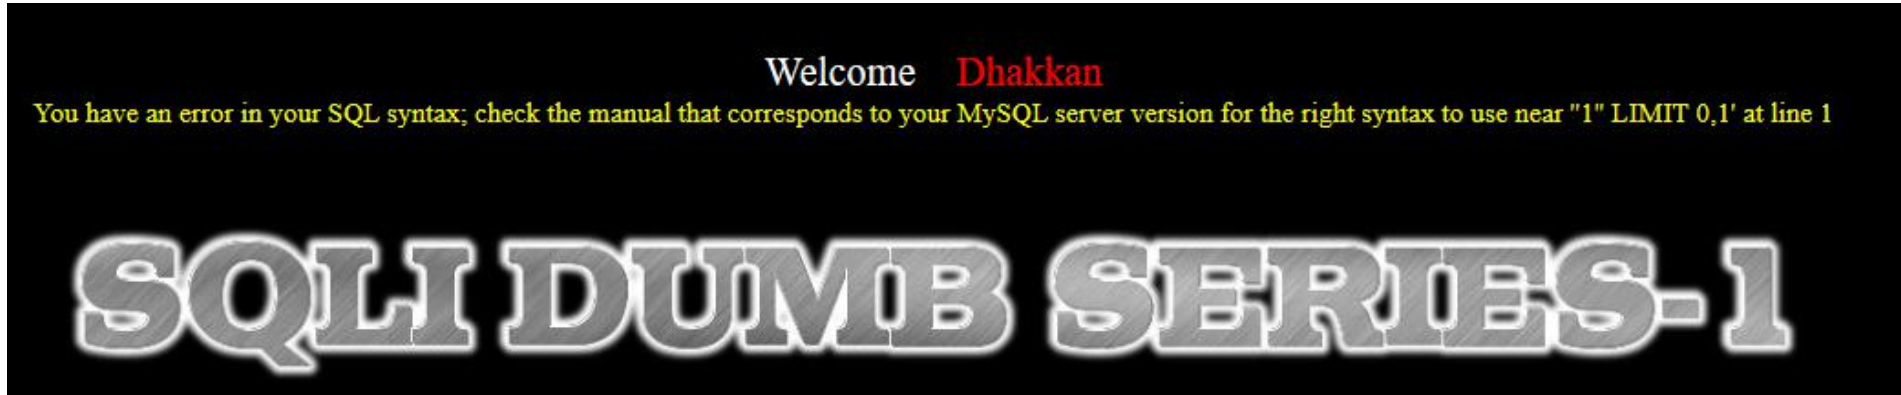 Welcome Dhakkan
You have an error in your SQL syntax; check the manual that corresponds to your MySQL server version for the right syntax to use near ''1'' LIMIT 0,1' at line 1
SQLI DUMB SERIES-1